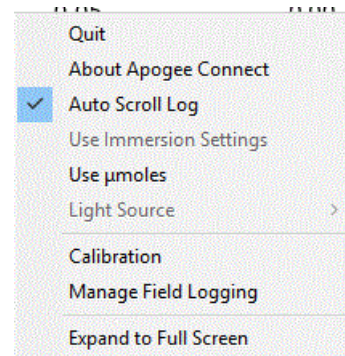 Quit
About Apogee Connect
Auto Scroll Log
Use Immersion Settings
Use μmoles
Light Source
Calibration
Manage Field Logging
Expand to Full Screen